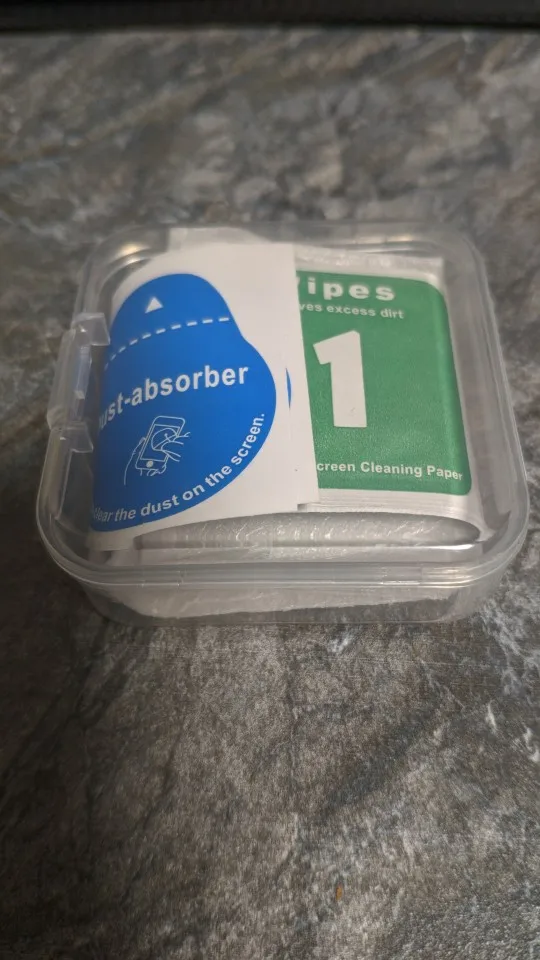 ust-absorber
lear the dust on the screen.
ipes
ves excess dirt
1
creen Cleaning Paper